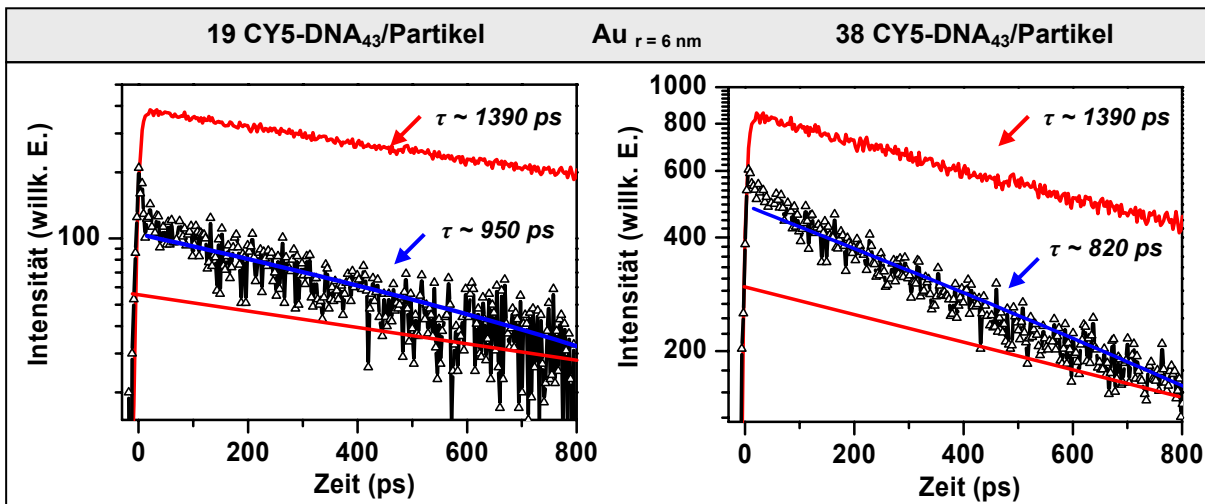 19 CY5-DNA₄₃/Partikel Au r = 6 nm 38 CY5-DNA₄₃/Partikel
Intensität (willk. E.)
100
τ ~ 1390 ps
τ ~ 950 ps
0 200 400 600 800
Zeit (ps)
Intensität (willk. E.)
1000
800
600
400
200
τ ~ 1390 ps
τ ~ 820 ps
0 200 400 600 800
Zeit (ps)